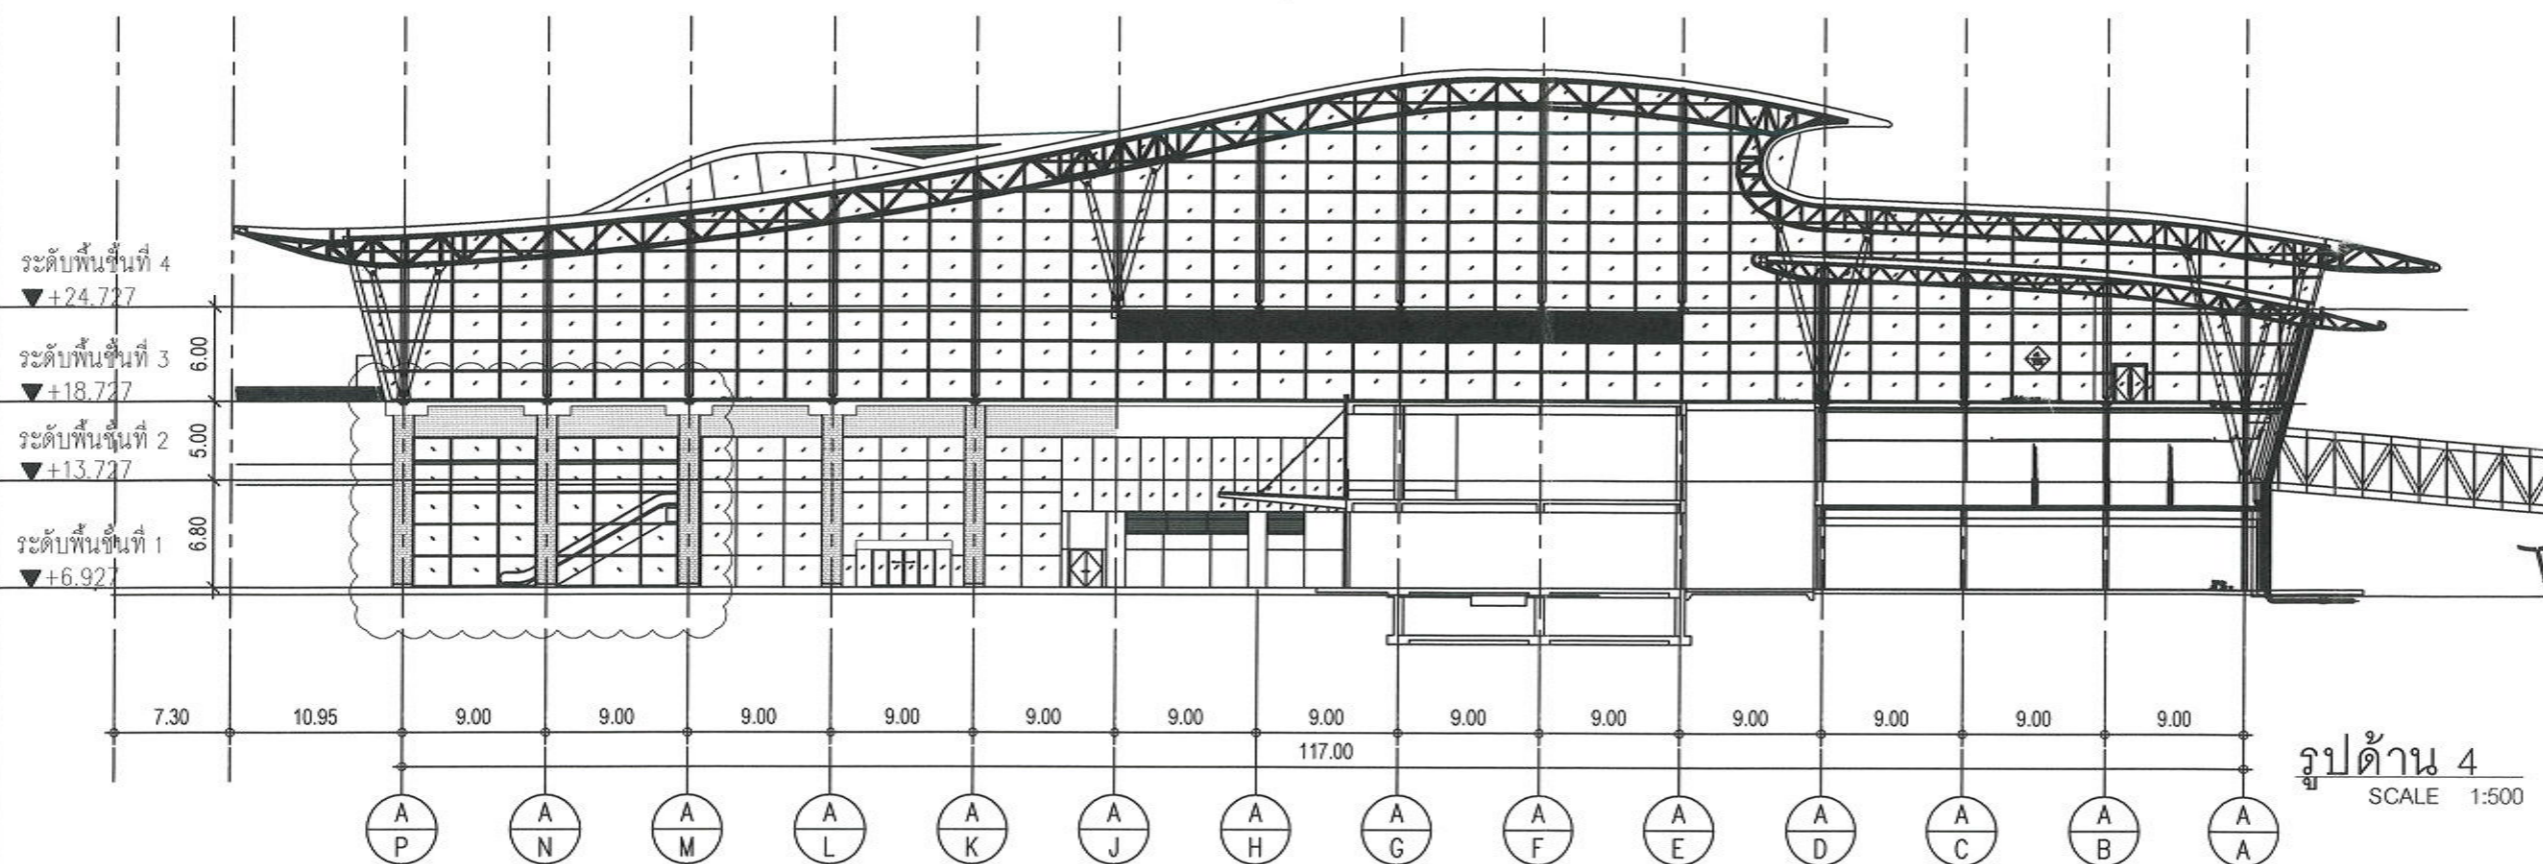 ระดับพื้นชั้นที่ 4
+24.727
6.00
ระดับพื้นชั้นที่ 3
+18.727
5.00
ระดับพื้นชั้นที่ 2
+13.727
6.80
ระดับพื้นชั้นที่ 1
+6.927
7.30 10.95 9.00 9.00 9.00 9.00 9.00 9.00 9.00 9.00 9.00 9.00 9.00 9.00 9.00
117.00
รูปด้าน 4
SCALE 1:500
A A A A A A A A A A A A A A
P N M L K J H G F E D C B A